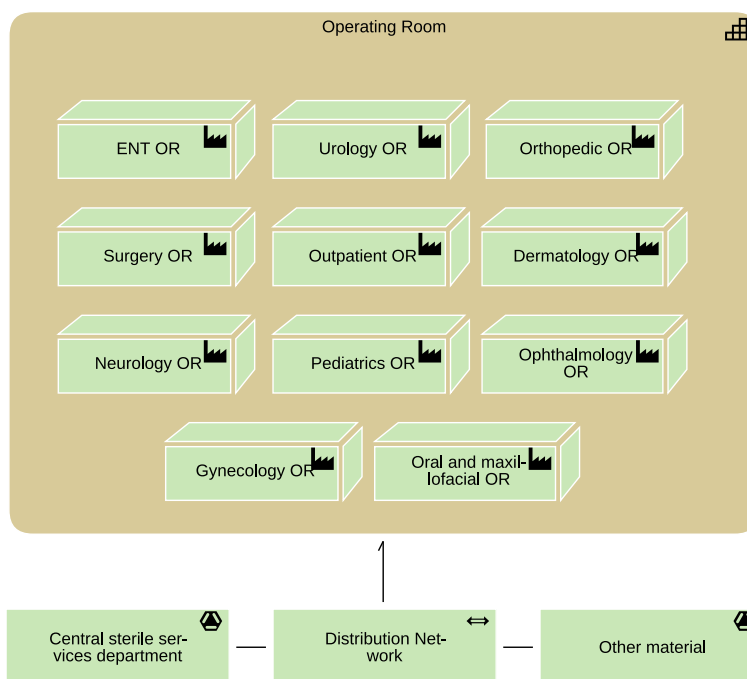 Operating Room
ENT OR
Urology OR
Orthopedic OR
Surgery OR
Outpatient OR
Dermatology OR
Neurology OR
Pediatrics OR
Ophthalmology
OR
Gynecology OR
Oral and maxil-
lofacial OR
Central sterile ser-
vices department
Distribution Net-
work
Other material